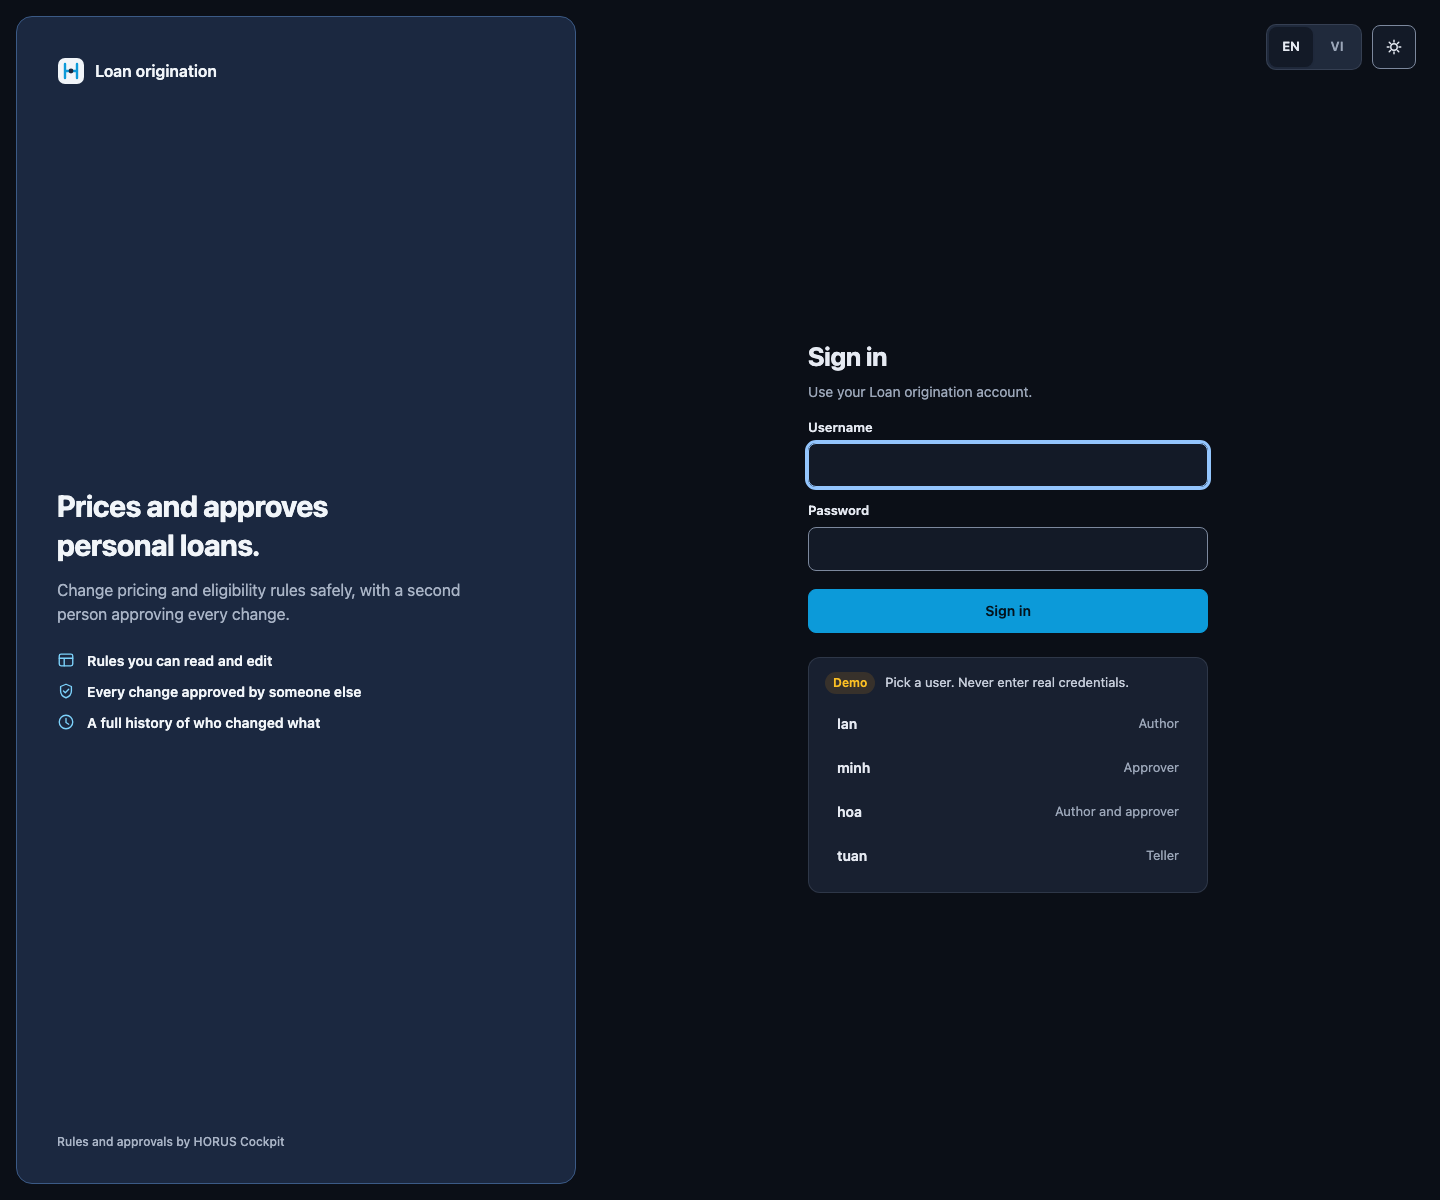 Loan origination
EN
VI
Prices and approves
personal loans.
Change pricing and eligibility rules safely, with a second
person approving every change.
Rules you can read and edit
Every change approved by someone else
A full history of who changed what
Rules and approvals by HORUS Cockpit
Sign in
Use your Loan origination account.
Username
Password
Sign in
Demo Pick a user. Never enter real credentials.
lan Author
minh Approver
hoa Author and approver
tuan Teller